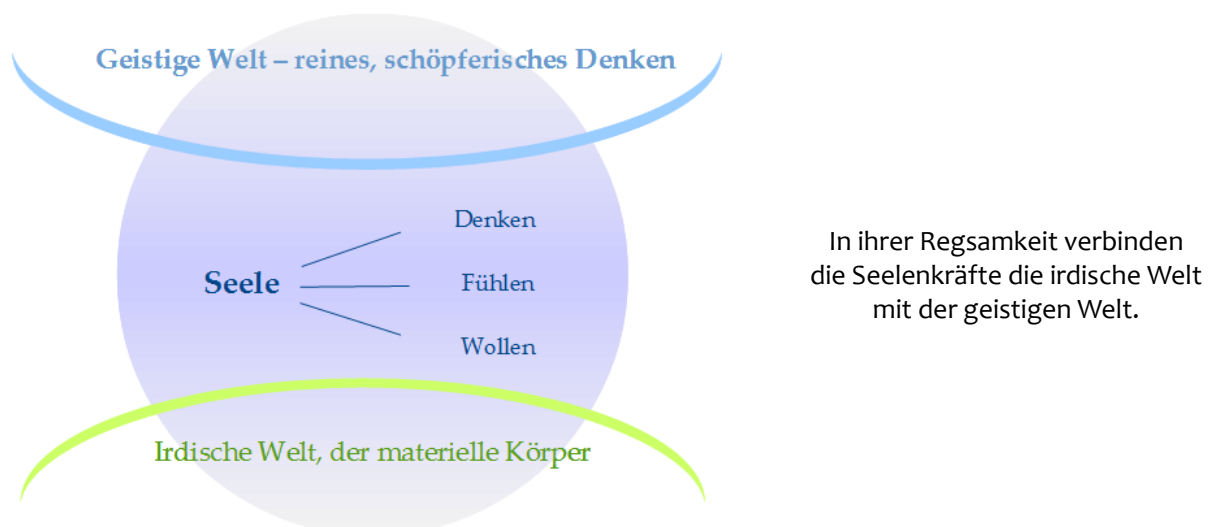 Geistige Welt – reines, schöpferisches Denken
Denken
Seele
Fühlen
Wollen
In ihrer Regsamkeit verbinden
die Seelenkräfte die irdische Welt
mit der geistigen Welt.
Irdische Welt, der materielle Körper